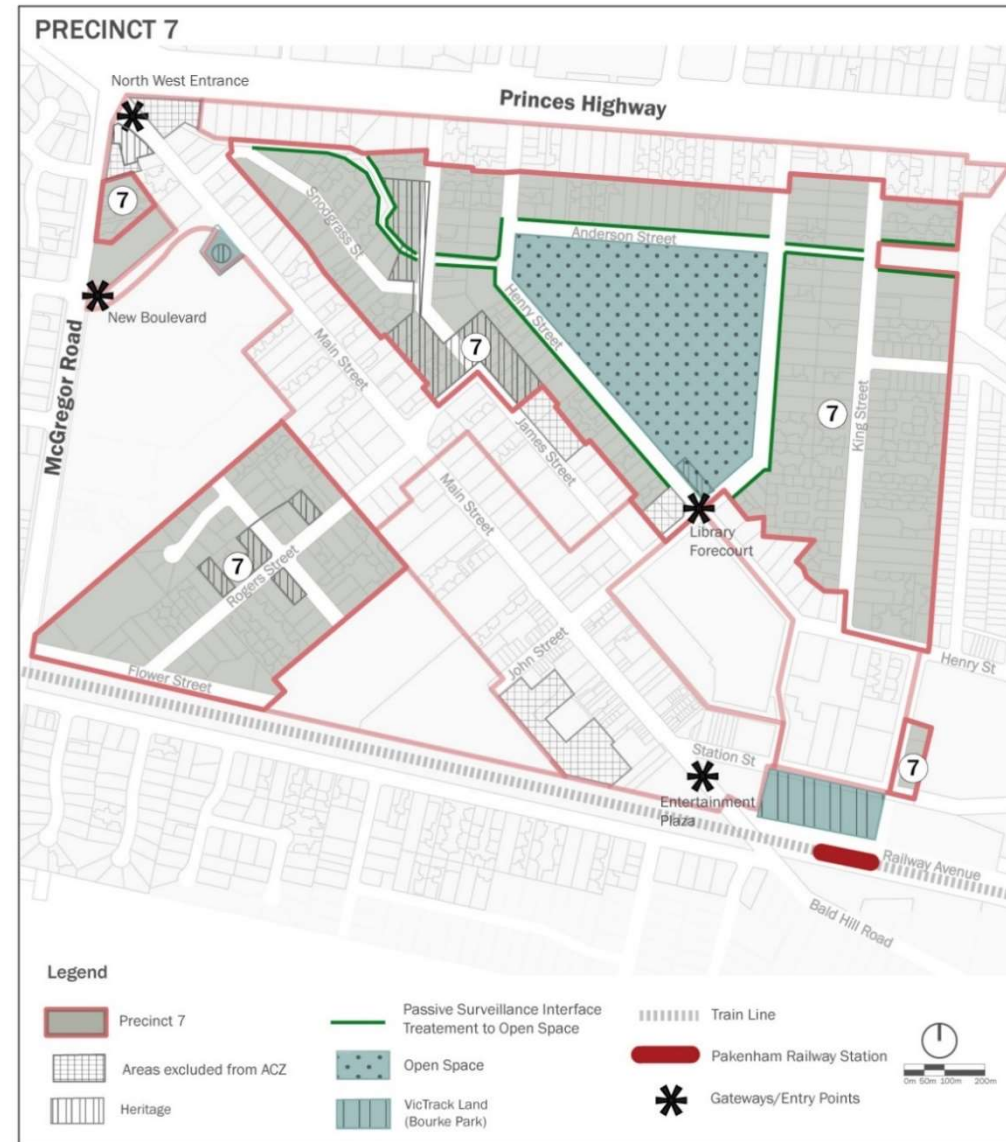 PRECINCT 7
North West Entrance
Princes Highway
7
Snodgrass St
Anderson Street
Henry Street
New Boulevard
McGregor Road
Main Street
7
7
King Street
James Street
Main Street
Library
Forecourt
7
Rogers Street
John Street
Henry St
Flower Street
Station St
7
Entertainment
Plaza
Railway Avenue
Bald Hill Road
Legend
Precinct 7
Areas excluded from ACZ
Heritage
Passive Surveillance Interface
Treatement to Open Space
Open Space
VicTrack Land
(Bourke Park)
Train Line
Pakenham Railway Station
Gateways/Entry Points
0m 50m 100m 200m